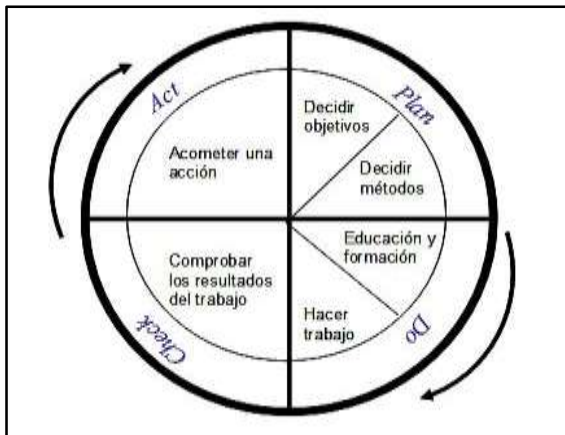 Act
Plan
Decidir
objetivos
Decidir
métodos
Acometer una
acción
Educación y
formación
Comprobar
los resultados
del trabajo
Hacer
trabajo
Check
Do